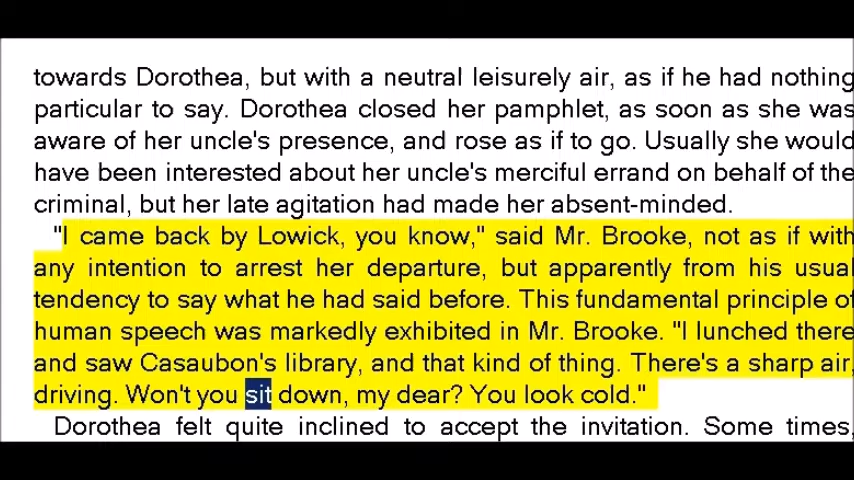 towards Dorothea, but with a neutral leisurely air, as if he had nothing
particular to say. Dorothea closed her pamphlet, as soon as she was
aware of her uncle's presence, and rose as if to go. Usually she would
have been interested about her uncle's merciful errand on behalf of the
criminal, but her late agitation had made her absent-minded.
"I came back by Lowick, you know," said Mr. Brooke, not as if with
any intention to arrest her departure, but apparently from his usual
tendency to say what he had said before. This fundamental principle of
human speech was markedly exhibited in Mr. Brooke. "I lunched there
and saw Casaubon's library, and that kind of thing. There's a sharp air,
driving. Won't you sit down, my dear? You look cold."
Dorothea felt quite inclined to accept the invitation. Some times,